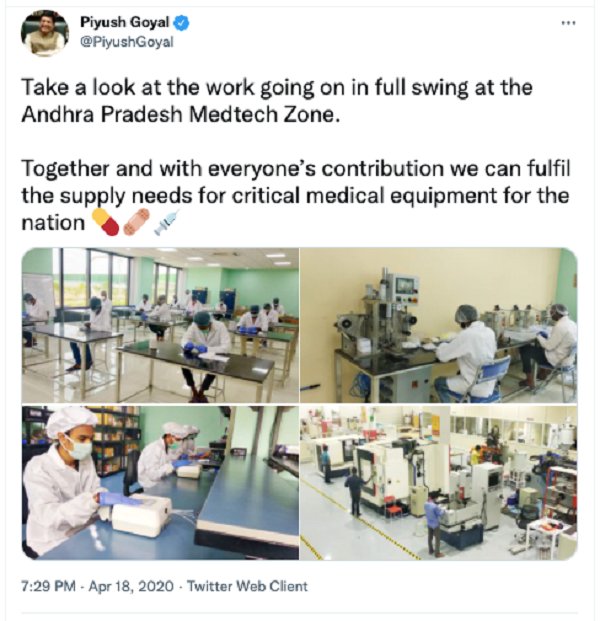 Piyush Goyal
@PiyushGoyal
Take a look at the work going on in full swing at the
Andhra Pradesh Medtech Zone.
Together and with everyone's contribution we can fulfil
the supply needs for critical medical equipment for the
nation 💊🩹💉
7:29 PM · Apr 18, 2020 · Twitter Web Client